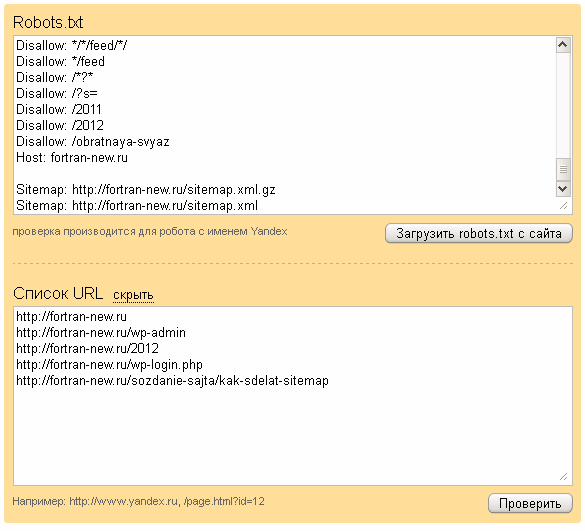 Robots.txt
Disallow: */*/feed/*/
Disallow: */feed
Disallow: /*?*
Disallow: /?s=
Disallow: /2011
Disallow: /2012
Disallow: /obratnaya-svyaz
Host: fortran-new.ru
Sitemap: http://fortran-new.ru/sitemap.xml.gz
Sitemap: http://fortran-new.ru/sitemap.xml
проверка производится для робота с именем Yandex
Загрузить robots.txt с сайта
Список URL скрыть
http://fortran-new.ru
http://fortran-new.ru/wp-admin
http://fortran-new.ru/2012
http://fortran-new.ru/wp-login.php
http://fortran-new.ru/sozdanie-sajta/kak-sdelat-sitemap
Например: http://www.yandex.ru, /page.html?id=12
Проверить